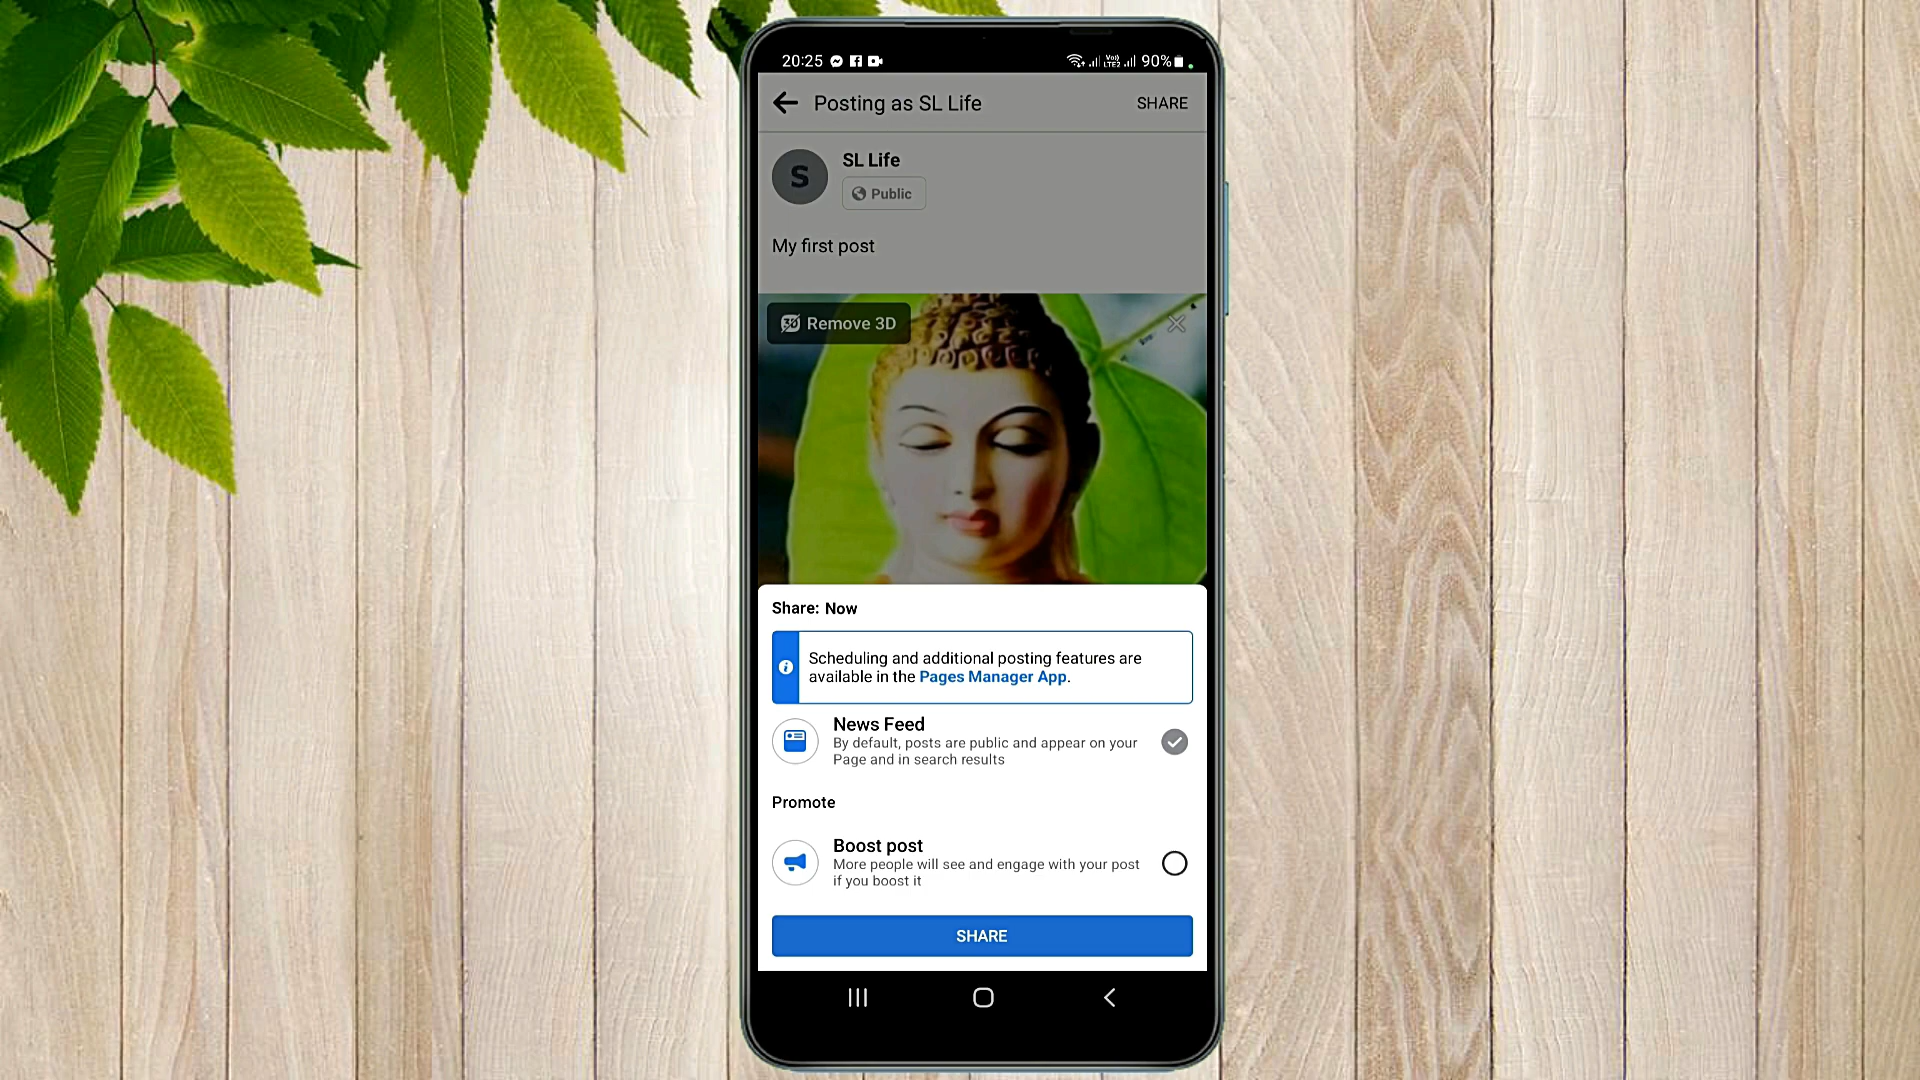 20:25
VoI) LTE2 90%
Posting as SL Life
SHARE
S
SL Life
Public
My first post
Remove 3D
Share: Now
Scheduling and additional posting features are
available in the Pages Manager App.
News Feed
By default, posts are public and appear on your
Page and in search results
Promote
Boost post
More people will see and engage with your post
if you boost it
SHARE